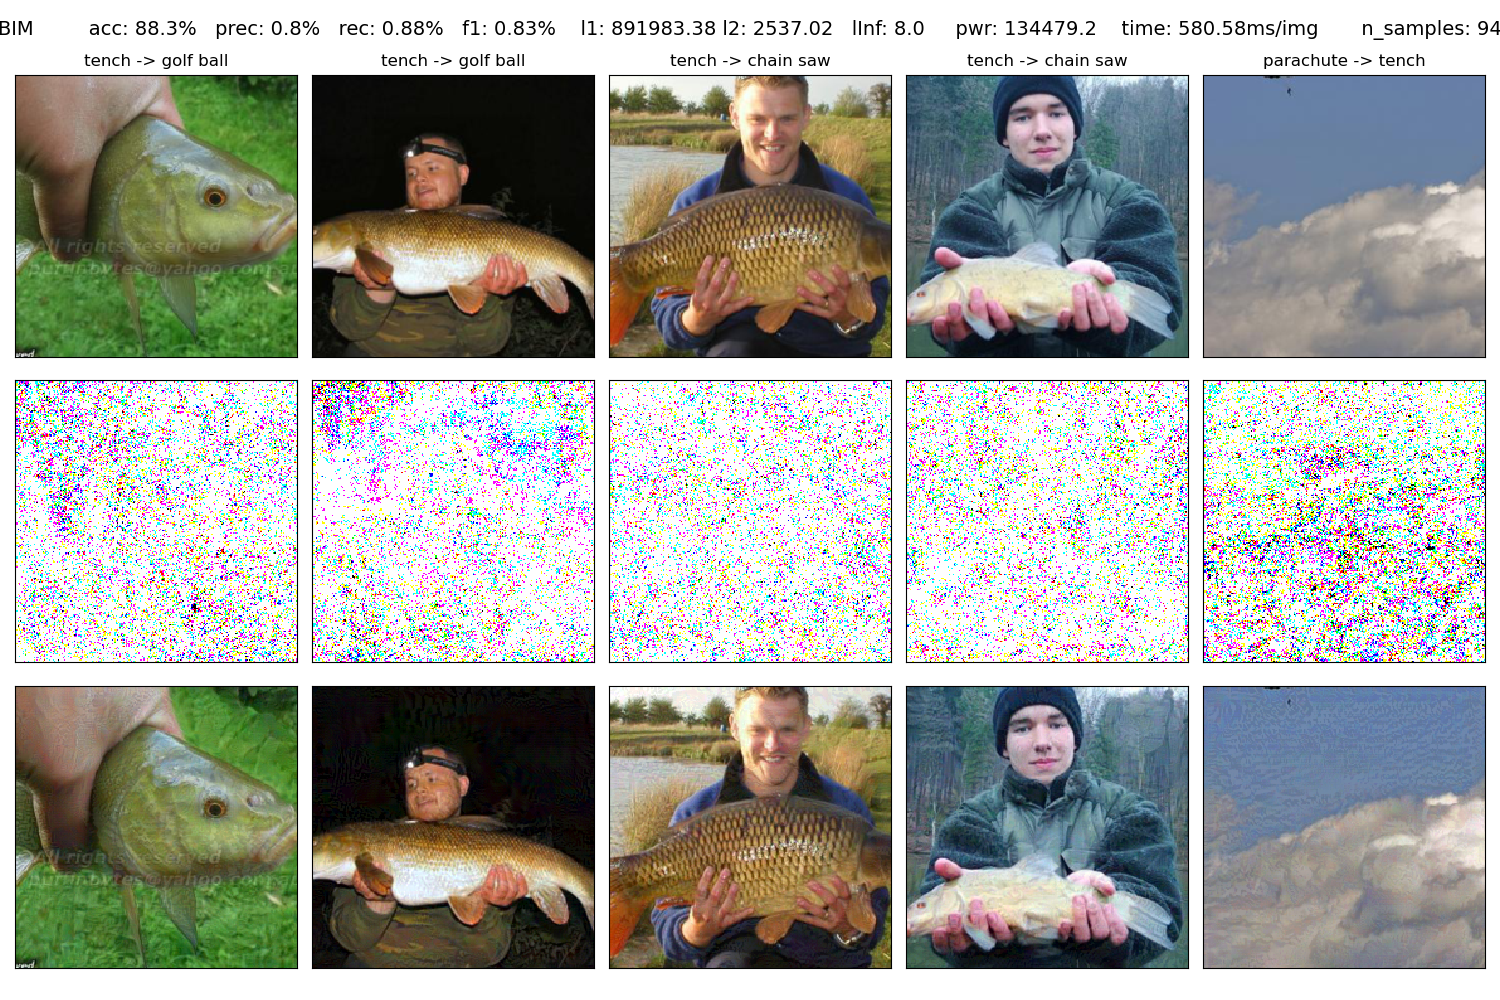 BIM acc: 88.3% prec: 0.8% rec: 0.88% f1: 0.83% l1: 891983.38 l2: 2537.02 lInf: 8.0 pwr: 134479.2 time: 580.58ms/img n_samples: 94
tench -> golf ball
tench -> golf ball
tench -> chain saw
tench -> chain saw
parachute -> tench
All rights reserved
All rights reserved